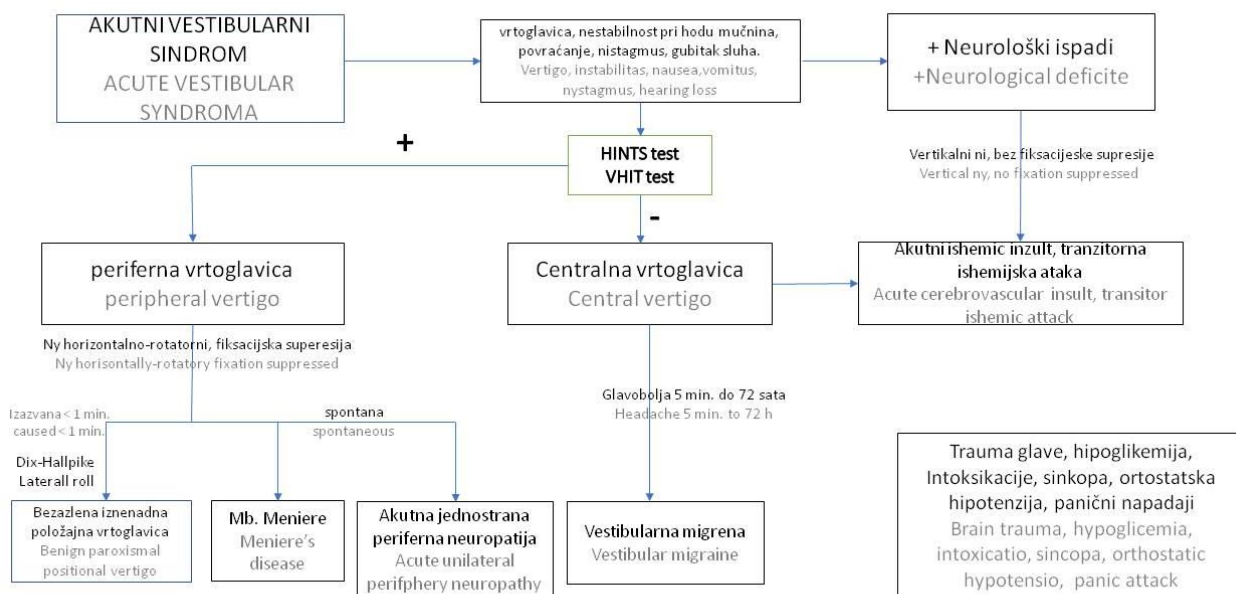 AKUTNI VESTIBULARNI
SINDROM
ACUTE VESTIBULAR
SYNDROMA
vrtoglavica, nestabilnost pri hodu mučnina,
povraćanje, nistagmus, gubitak sluha.
Vertigo, instabilitas, nausea,vomitus,
nystagmus, hearing loss
+ Neurološki ispadi
+Neurological deficite
+
HINTS test
VHIT test
Vertikalni ni, bez fiksacijeske supresije
Vertical ny, no fixation suppressed
-
periferna vrtoglavica
peripheral vertigo
Centralna vrtoglavica
Central vertigo
Akutni ishemic inzult, tranzitorna
ishemijska ataka
Acute cerebrovascular insult, transitor
ishemic attack
Ny horizontalno-rotatorni, fiksacijska superesija
Ny horisontally-rotatory fixation suppressed
Glavobolja 5 min. do 72 sata
Headache 5 min. to 72 h
Izazvana < 1 min.
caused < 1 min.
spontana
spontaneous
Dix-Hallpike
Laterall roll
Bezazlena iznenadna
položajna vrtoglavica
Benign paroxysmal
positional vertigo
Mb. Meniere
Meniere's
disease
Akutna jednostrana
periferna neuropatija
Acute unilateral
perifphery neuropathy
Vestibularna migrena
Vestibular migraine
Trauma glave, hipoglikemija,
Intoksikacije, sinkopa, ortostatska
hipotenzija, panični napadaji
Brain trauma, hypoglicemia,
intoxicatio, sincopa, orthostatic
hypotensio, panic attack